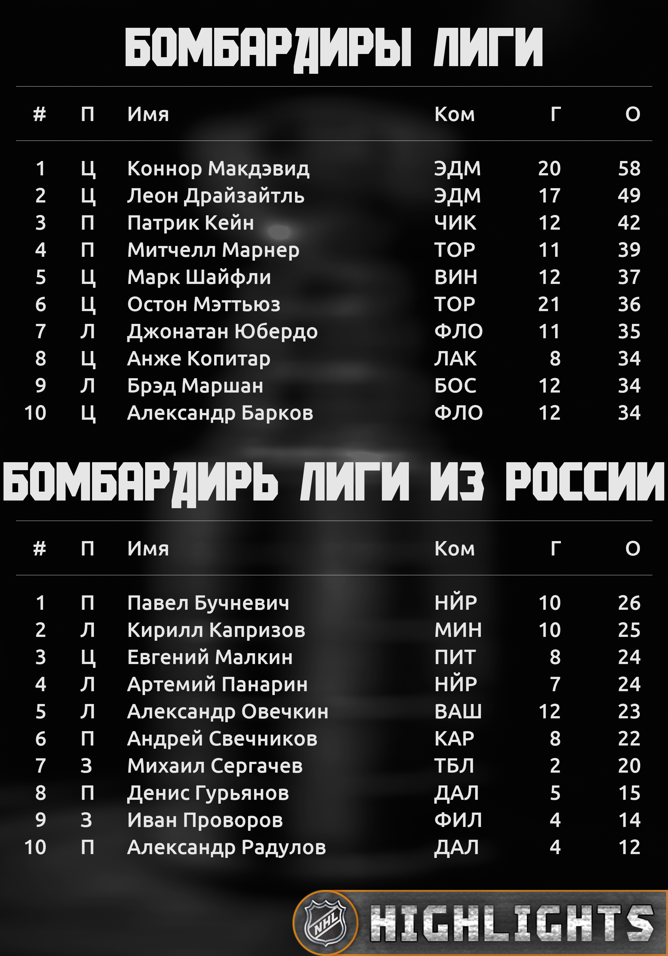 БОМБАРДИРЫ ЛИГИ
# П Имя Ком Г О
1 Ц Коннор Макдэвид ЭДМ 20 58
2 Ц Леон Драйзайтль ЭДМ 17 49
3 П Патрик Кейн ЧИК 12 42
4 П Митчелл Марнер ТОР 11 39
5 Ц Марк Шайфли ВИН 12 37
6 Ц Остон Мэттьюз ТОР 21 36
7 Л Джонатан Юбердо ФЛО 11 35
8 Ц Анже Копитар ЛАК 8 34
9 Л Брэд Маршан БОС 12 34
10 Ц Александр Барков ФЛО 12 34
БОМБАРДИРЬ ЛИГИ ИЗ РОССИИ
# П Имя Ком Г О
1 П Павел Бучневич НЙР 10 26
2 Л Кирилл Капризов МИН 10 25
3 Ц Евгений Малкин ПИТ 8 24
4 Л Артемий Панарин НЙР 7 24
5 Л Александр Овечкин ВАШ 12 23
6 П Андрей Свечников КАР 8 22
7 З Михаил Сергачев ТБЛ 2 20
8 П Денис Гурьянов ДАЛ 5 15
9 З Иван Проворов ФИЛ 4 14
10 П Александр Радулов ДАЛ 4 12
NHL HIGHLIGHTS